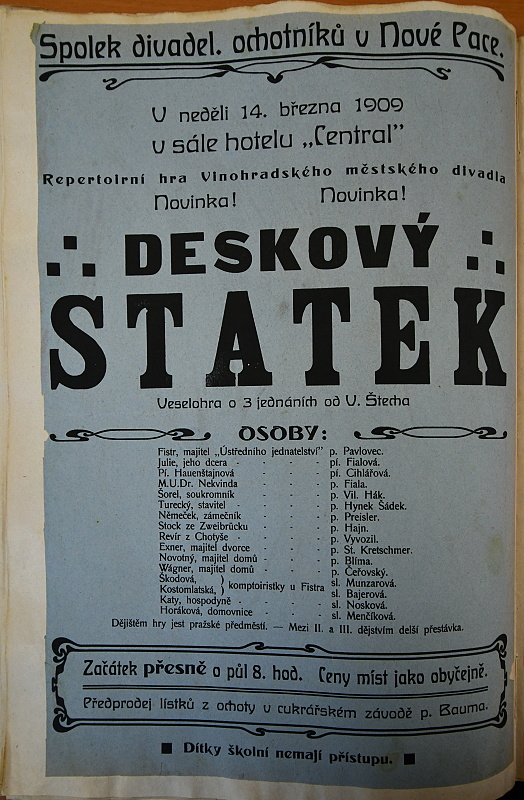 Spolek divadel. ochotníků v Nové Pace.
V neděli 14. března 1909
v sále hotelu „Central"
Repertoirní hra Vinohradského městského divadla
Novinka! Novinka!
DESKOVÝ
STATEK
Veselohra o 3 jednáních od V. Štecha
OSOBY:
Fistr, majitel „Ústředního jednatelství" p. Pavlovec.
Julie, jeho dcera - - - - pí. Fialová.
Pí. Hauenštajnová - - - - pí. Cihlářová.
M.U.Dr. Nekvinda - - - - p. Fiala.
Šorel, soukromník - - - - p. Vil. Hák.
Turecký, stavitel - - - - p. Hynek Šádek.
Němeček, zámečník - - - - p. Preisler.
Stock ze Zweibrücku - - - - p. Hajn.
Revír z Chotyše - - - - p. Vyvozil.
Exner, majitel dvorce - - - - p. St. Kretschmer.
Novotný, majitel domů - - - - p. Blíma.
Wágner, majitel domů - - - - p. Čeřovský.
Škodová, } komptoiristky u Fistra sl. Munzarová.
Kostomlatská, sl. Bajerová.
Katy, hospodyně - - - - sl. Nosková.
Horáková, domovnice - - - - sl. Menčíková.
Dějištěm hry jest pražské předměstí. — Mezi II. a III. dějstvím delší přestávka.
Začátek přesně o půl 8. hod. Ceny míst jako obyčejně.
Předprodej lístků z ochoty v cukrářském závodě p. Bauma.
Dítky školní nemají přístupu.